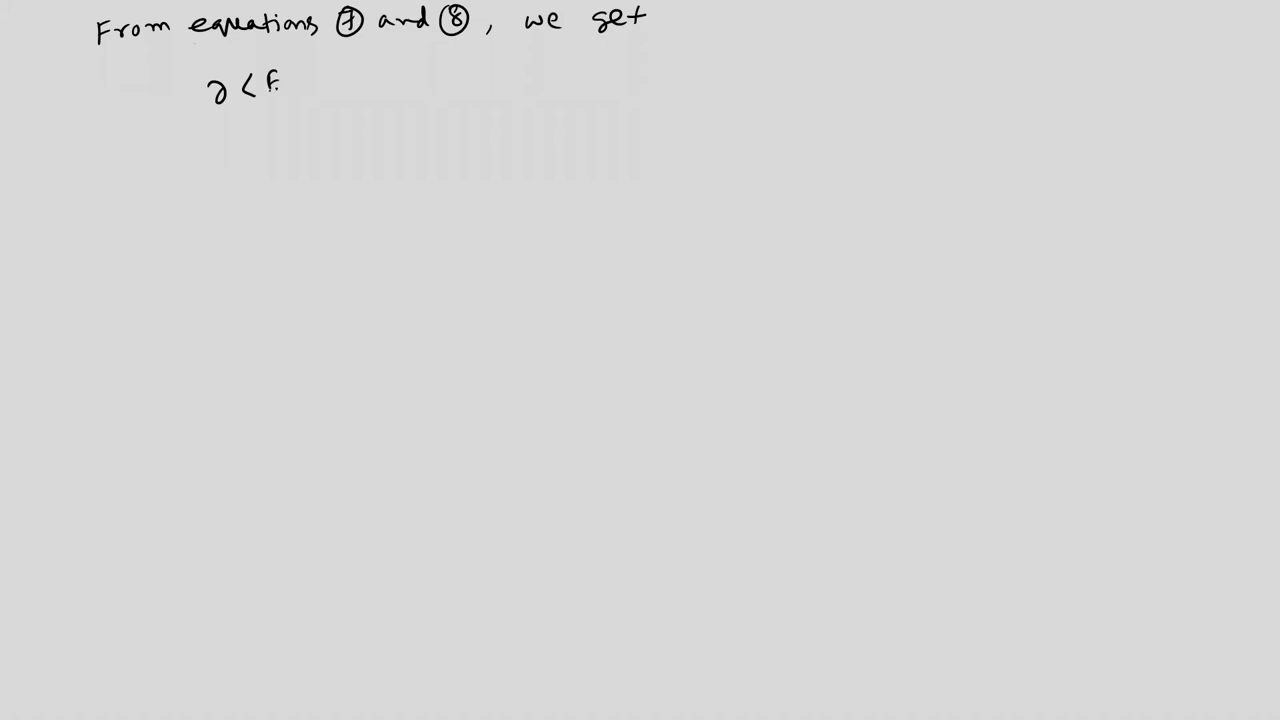 From equations ⑦ and ⑧, we get
2 <